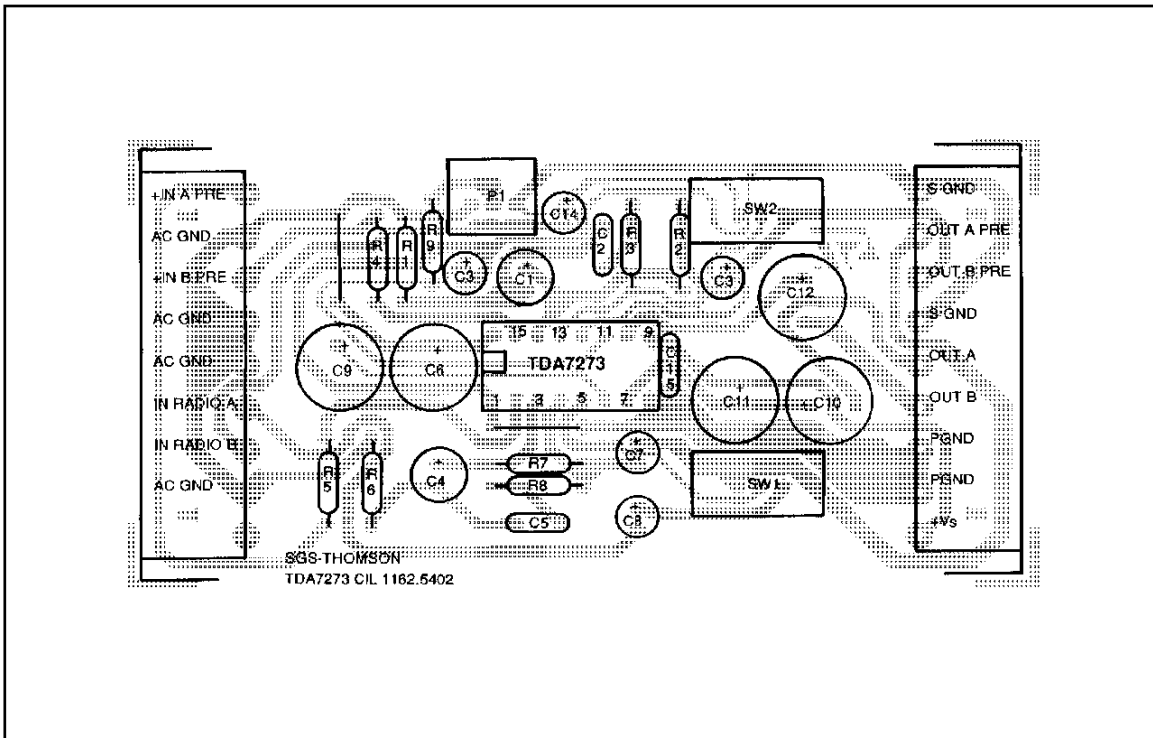 +IN A PRE
AC GND
+IN B PRE
AC GND
AC GND
IN RADIO A
IN RADIO B
AC GND
P1
C14
SW2
R4
R1
R9
C3
C1
C2
R3
R2
C3
C12
C9
C6
15 13 11 9
TDA7273
1 3 5 7
C15
C11
C10
R5
R6
C4
R7
R8
C5
C7
C8
SW1
S GND
OUT A PRE
OUT B PRE
S GND
OUT A
OUT B
PGND
PGND
+Vs
SGS-THOMSON
TDA7273 CIL 1162.5402